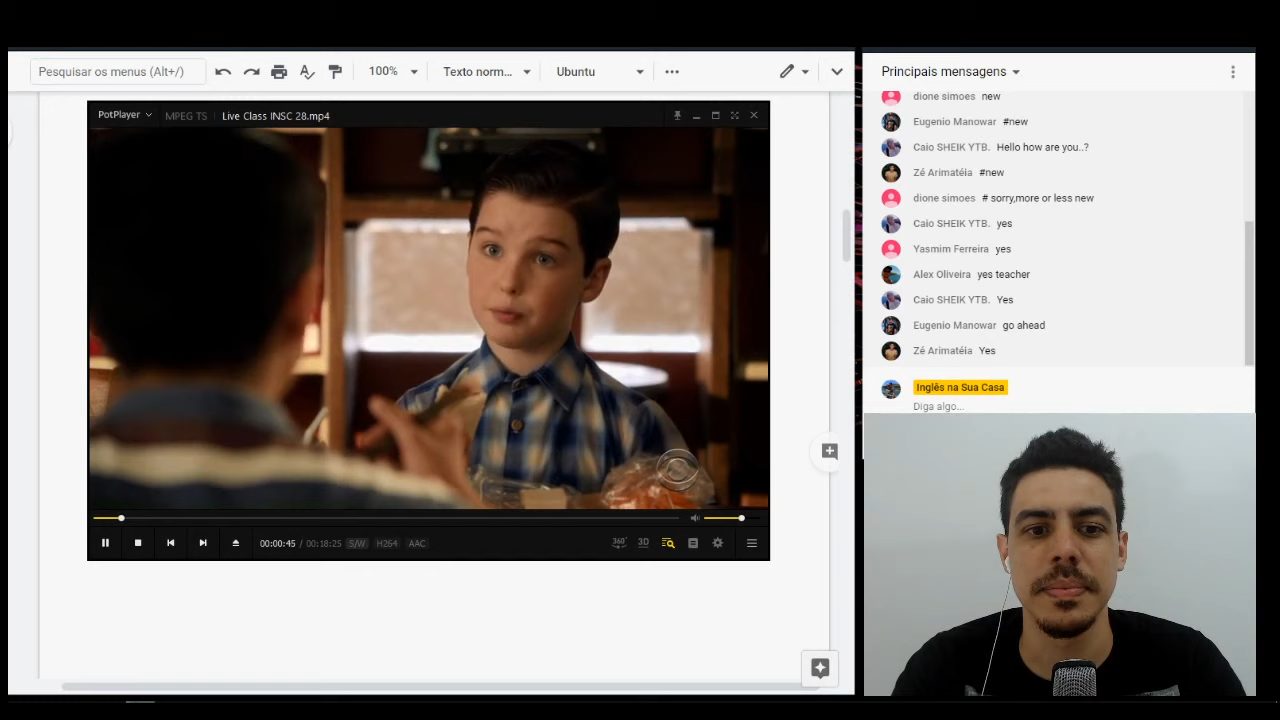 Pesquisar os menus (Alt+/)
100%
Texto norm...
Ubuntu
PotPlayer
MPEG TS
Live Class INSC 28.mp4
00:00:45 / 00:18:25 S/W H264 AAC
360°
3D
Principais mensagens
dione simoes new
Eugenio Manowar #new
Caio SHEIK YTB. Hello how are you..?
Zé Arimatéia #new
dione simoes # sorry,more or less new
Caio SHEIK YTB. yes
Yasmim Ferreira yes
Alex Oliveira yes teacher
Caio SHEIK YTB. Yes
Eugenio Manowar go ahead
Zé Arimatéia Yes
Inglês na Sua Casa
Diga algo...